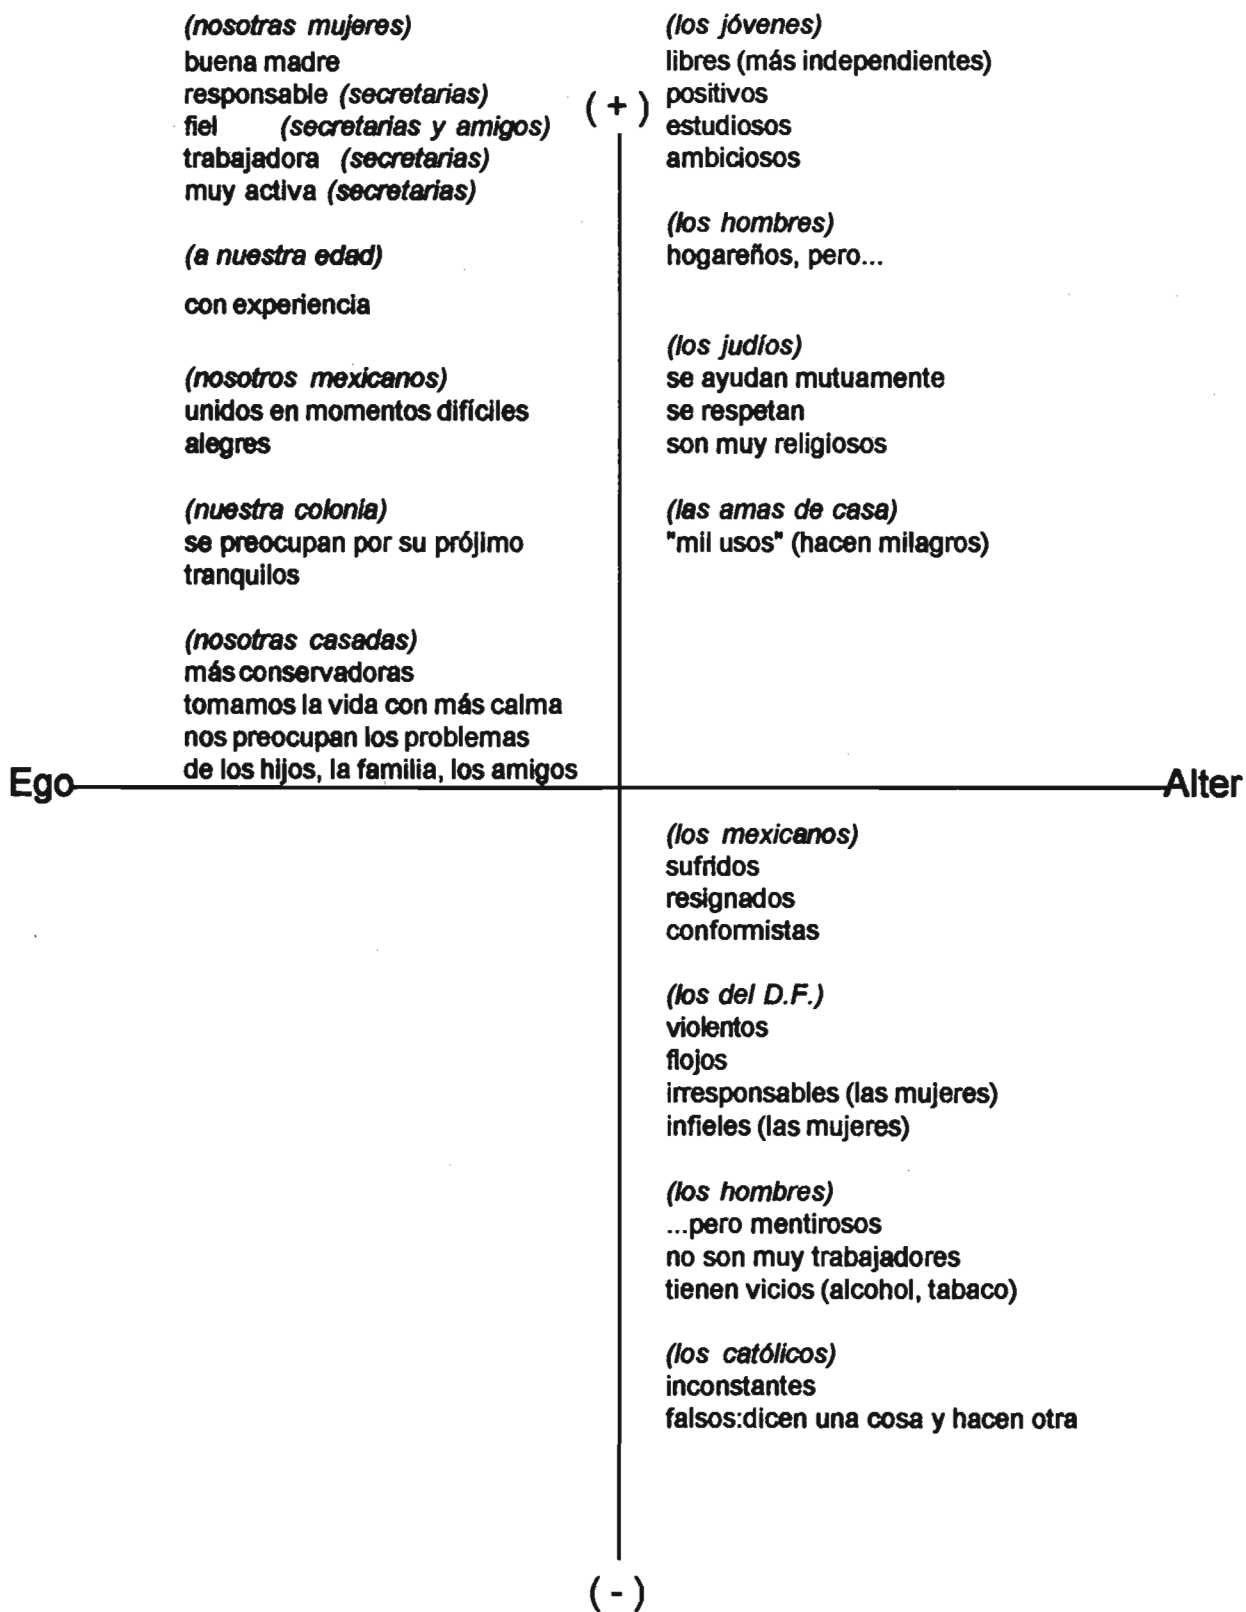 (nosotras mujeres)
buena madre
responsable (secretarias)
fiel (secretarias y amigos)
trabajadora (secretarias)
muy activa (secretarias)
(a nuestra edad)
con experiencia
(nosotros mexicanos)
unidos en momentos difíciles
alegres
(nuestra colonia)
se preocupan por su prójimo
tranquilos
(nosotras casadas)
más conservadoras
tomamos la vida con más calma
nos preocupan los problemas
de los hijos, la familia, los amigos
( + )
(los jóvenes)
libres (más independientes)
positivos
estudiosos
ambiciosos
(los hombres)
hogareños, pero...
(los judíos)
se ayudan mutuamente
se respetan
son muy religiosos
(las amas de casa)
"mil usos" (hacen milagros)
Ego
Alter
(los mexicanos)
sufridos
resignados
conformistas
(los del D.F.)
violentos
flojos
irresponsables (las mujeres)
infieles (las mujeres)
(los hombres)
...pero mentirosos
no son muy trabajadores
tienen vicios (alcohol, tabaco)
(los católicos)
inconstantes
falsos:dicen una cosa y hacen otra
( - )